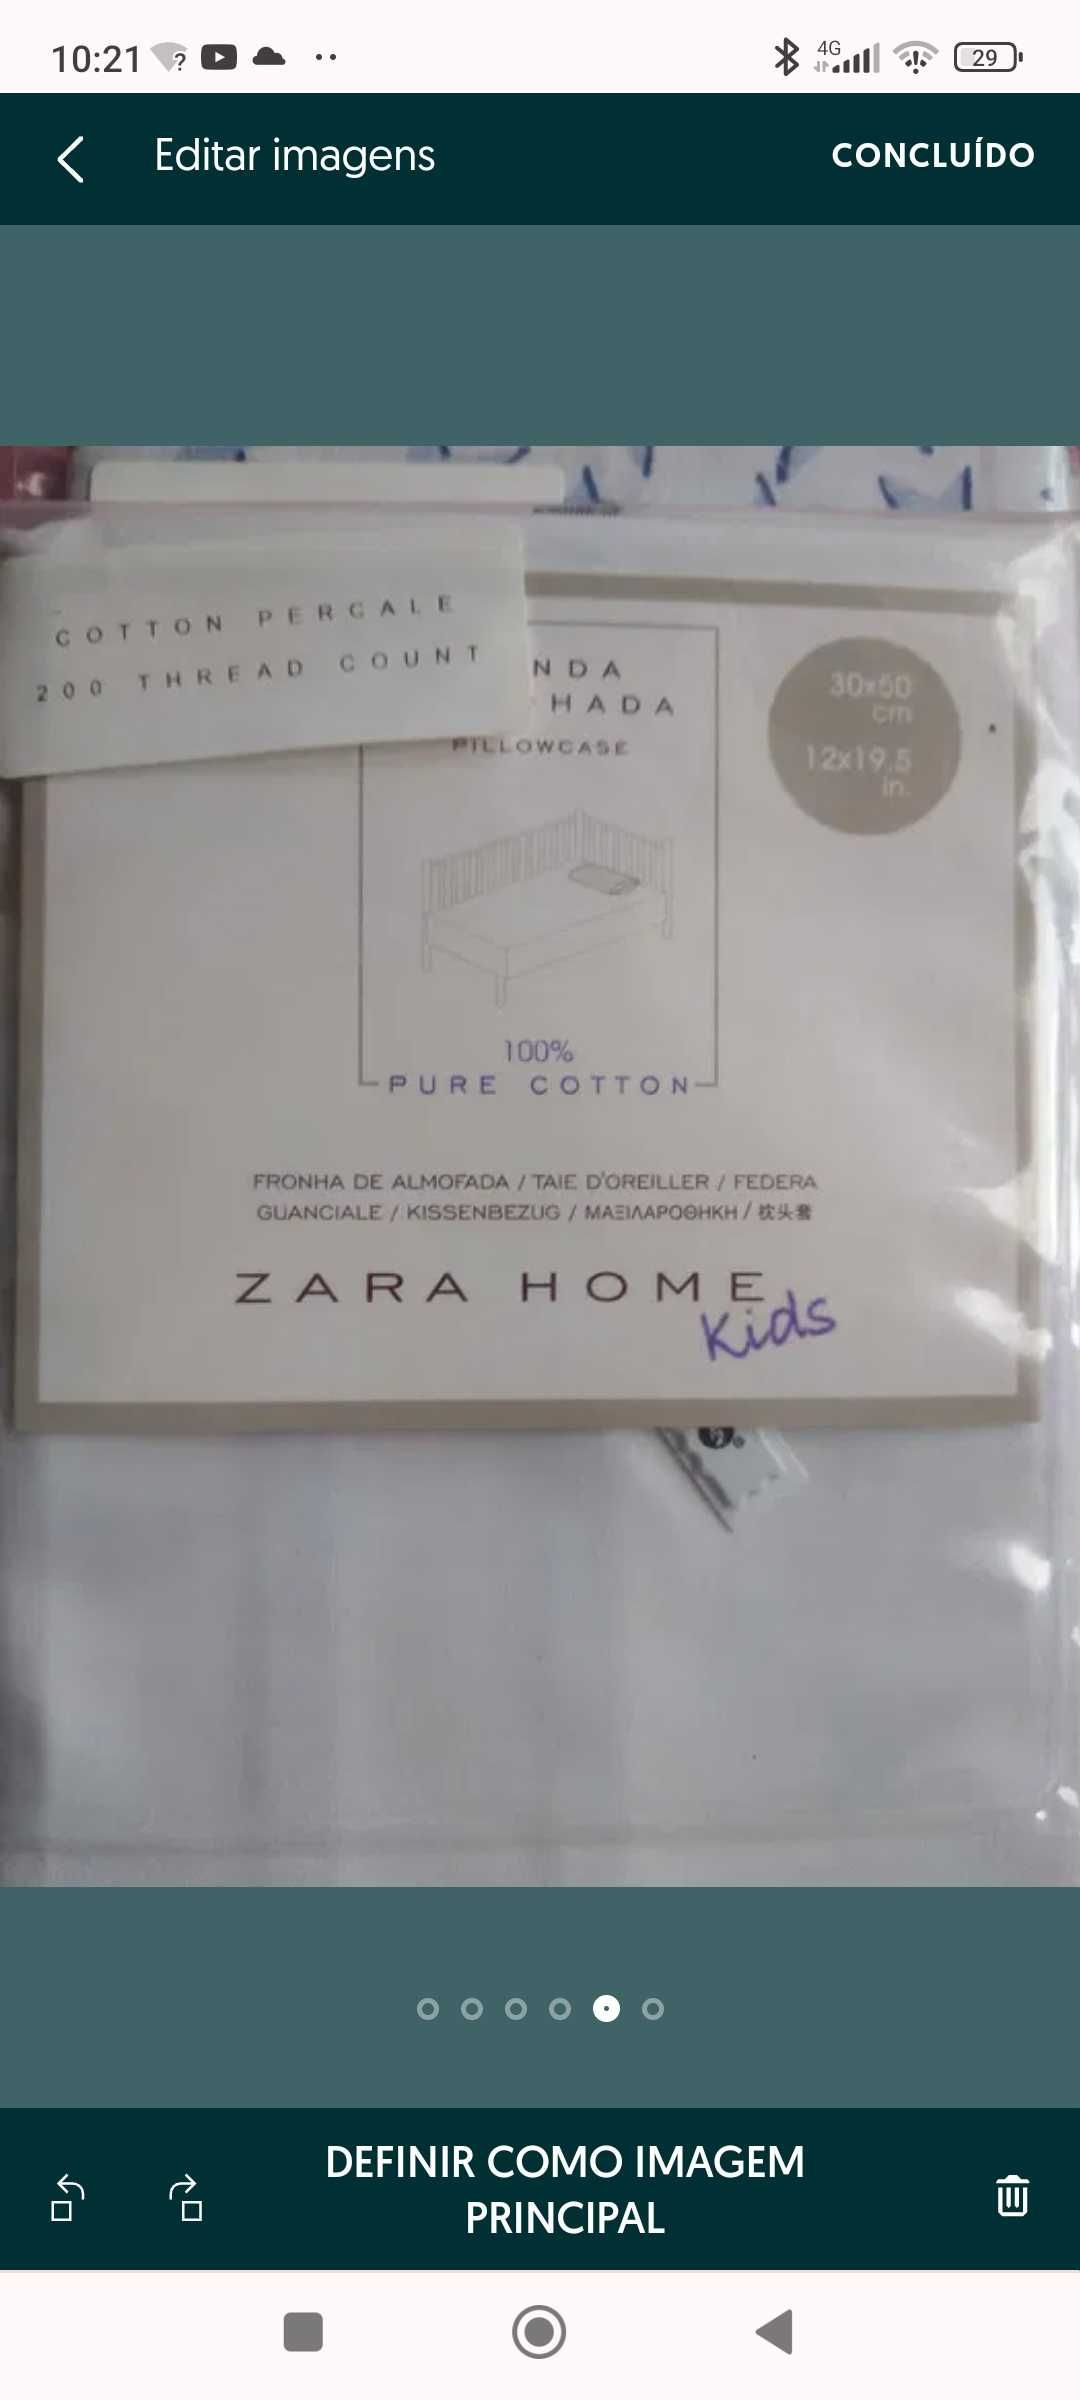 10:21
4G
29
Editar imagens
CONCLUÍDO
COTTON PERCALE
200 THREAD COUNT
NDA
HADA
PILLOWCASE
30x50
cm
12x19.5
in.
100%
PURE COTTON
FRONHA DE ALMOFADA / TAIE D'OREILLER / FEDERA
GUANCIALE / KISSENBEZUG / ΜΑΞΙΛΑΡΟΘΗΚΗ / 枕头套
ZARA HOME
Kids
DEFINIR COMO IMAGEM
PRINCIPAL